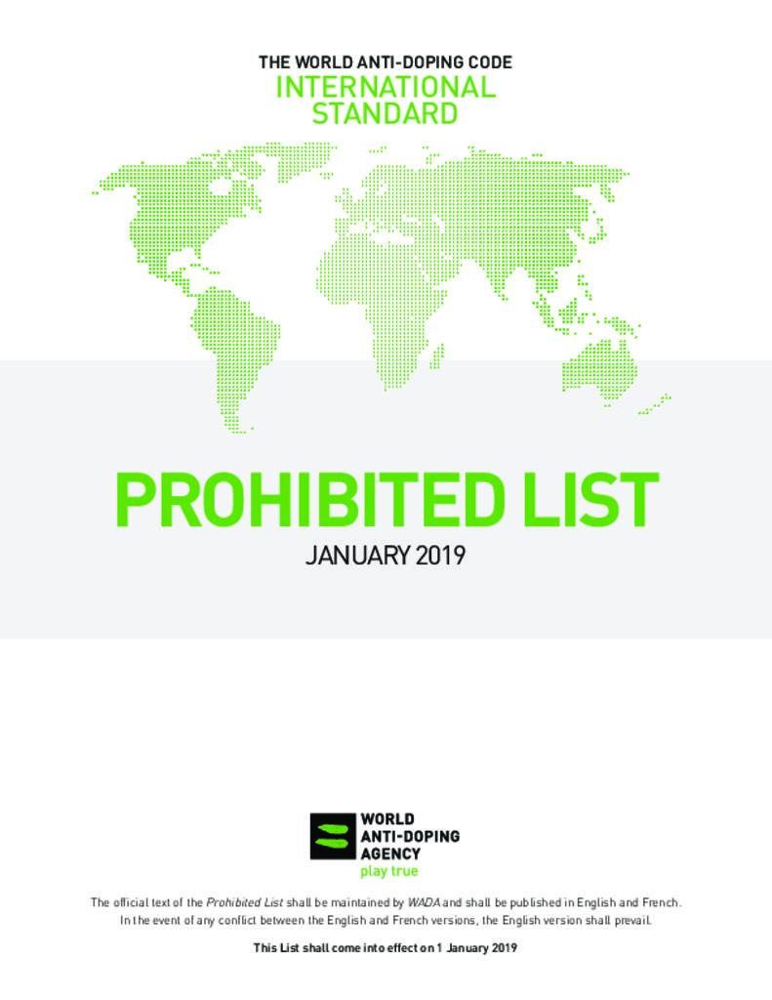 THE WORLD ANTI-DOPING CODE
INTERNATIONAL
STANDARD
PROHIBITED LIST
JANUARY 2019
WORLD
ANTI-DOPING
AGENCY
play true
The official text of the Prohibited List shall be maintained by WADA and shall be published in English and French.
In the event of any conflict between the English and French versions, the English version shall prevail.
This List shall come into effect on 1 January 2019